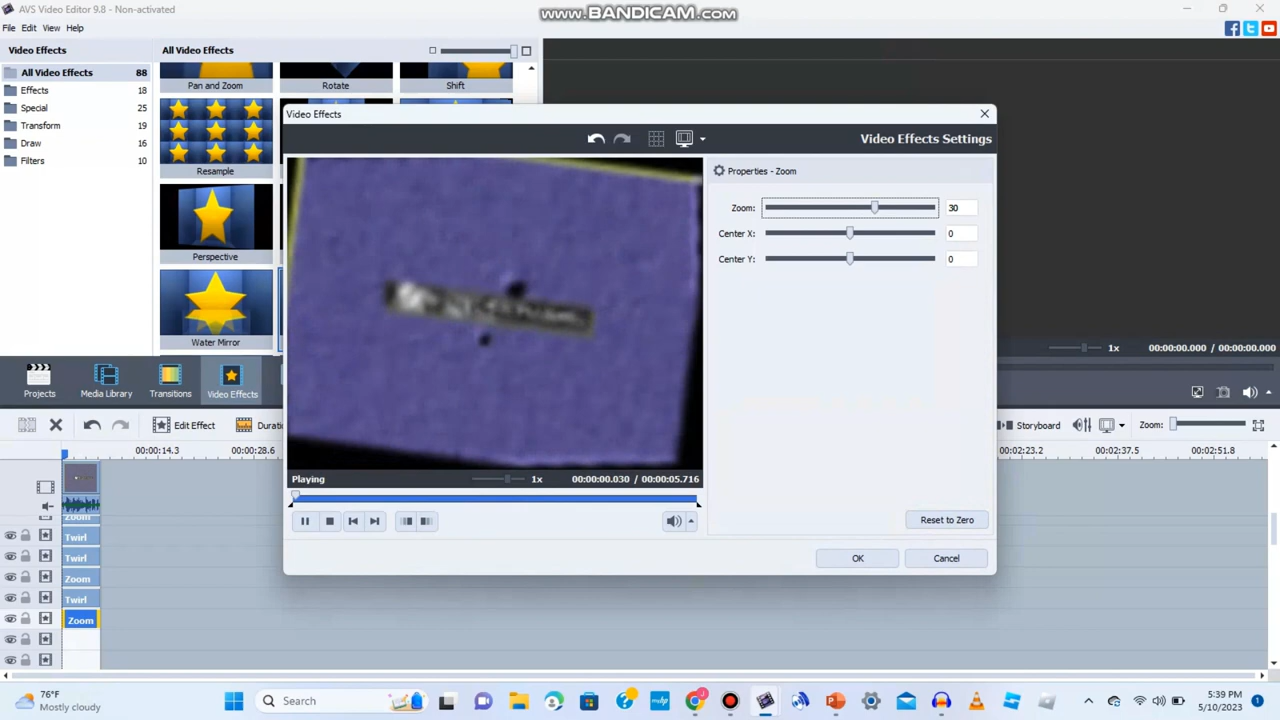 AVS Video Editor 9.8 - Non-activated
www.BANDICAM.com
File Edit View Help
Video Effects
All Video Effects
All Video Effects 88
Effects 18
Special 25
Transform 19
Draw 16
Filters 10
Pan and Zoom
Rotate
Shift
Resample
Perspective
Water Mirror
Video Effects
Video Effects Settings
Properties - Zoom
Zoom: 30
Center X: 0
Center Y: 0
Playing
1x
00:00:00.030 / 00:00:05.716
Reset to Zero
OK
Cancel
1x
00:00:00.000 / 00:00:00.000
Projects
Media Library
Transitions
Video Effects
Edit Effect
Storyboard
Zoom:
00:00:14.3
00:00:28.6
00:02:23.2
00:02:37.5
00:02:51.8
Zoom
Twirl
Twirl
Zoom
Twirl
Zoom
76°F
Mostly cloudy
Search
5:39 PM
5/10/2023